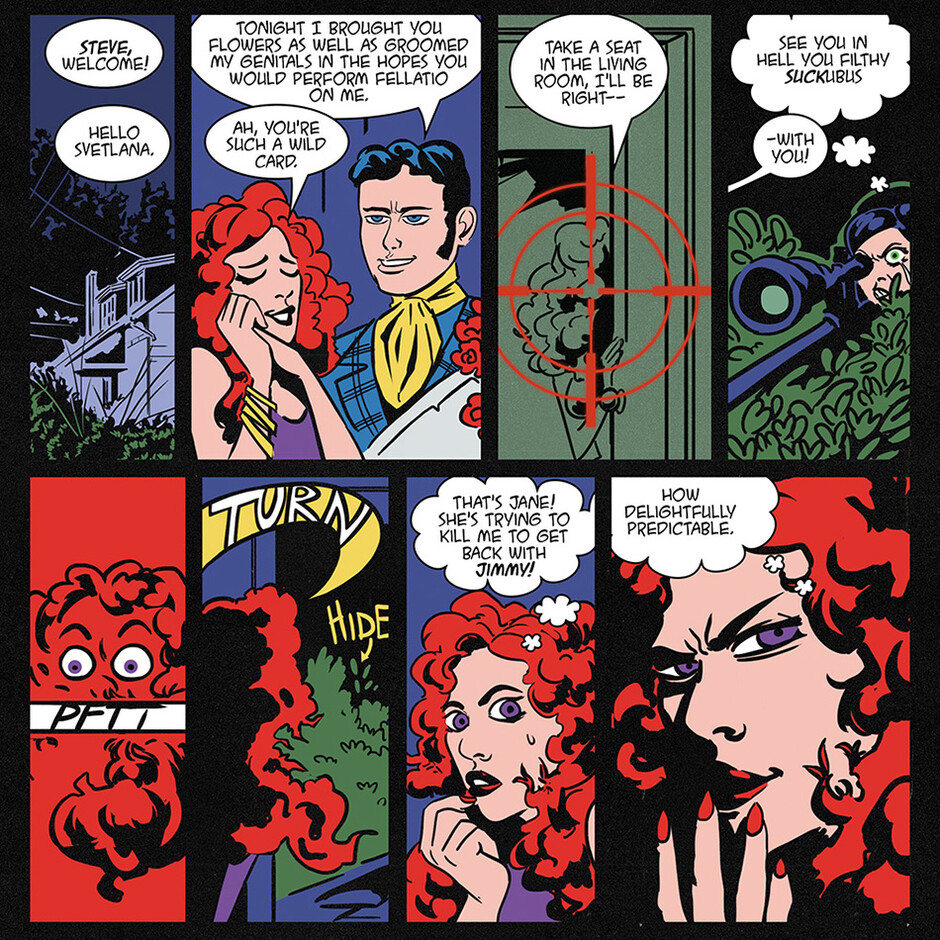 STEVE,
WELCOME!
HELLO
SVETLANA.
TONIGHT I BROUGHT YOU
FLOWERS AS WELL AS GROOMED
MY GENITALS IN THE HOPES YOU
WOULD PERFORM FELLATIO
ON ME.
AH, YOU'RE
SUCH A WILD
CARD.
TAKE A SEAT
IN THE LIVING
ROOM, I'LL BE
RIGHT--
SEE YOU IN
HELL YOU FILTHY
SUCKUBUS
-WITH
YOU!
PFTT
TURN
HIDE
THAT'S JANE!
SHE'S TRYING TO
KILL ME TO GET
BACK WITH
JIMMY!
HOW
DELIGHTFULLY
PREDICTABLE.